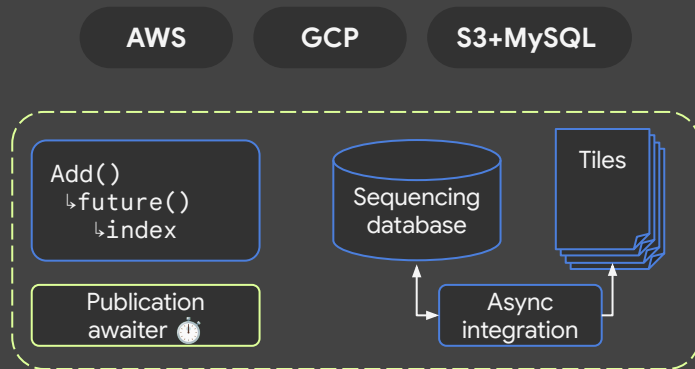 AWS
GCP
S3+MySQL
Add()
↳future()
↳index
Publication
awaiter ⏱️
Sequencing
database
Tiles
Async
integration